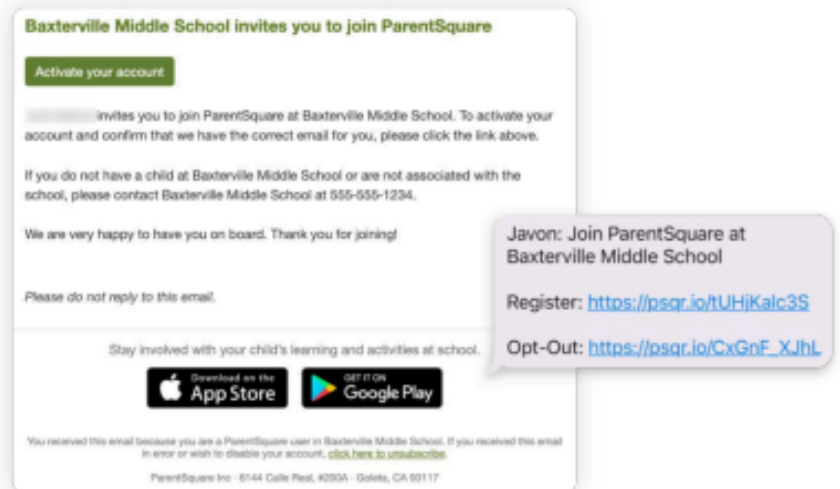 Baxterville Middle School invites you to join ParentSquare
Activate your account
invites you to join ParentSquare at Baxterville Middle School. To activate your
account and confirm that we have the correct email for you, please click the link above.
If you do not have a child at Baxterville Middle School or are not associated with the
school, please contact Baxterville Middle School at 555-555-1234.
We are very happy to have you on board. Thank you for joining!
Please do not reply to this email.
Stay involved with your child's learning and activities at school.
Download on the
App Store
GET IT ON
Google Play
You received this email because you are a ParentSquare user in Baxterville Middle School. If you received this email
in error or wish to disable your account, click here to unsubscribe.
ParentSquare Inc · 6144 Calle Real, #200A · Goleta, CA 93117
Javon: Join ParentSquare at
Baxterville Middle School
Register: https://psqr.io/tUHjKalc3S
Opt-Out: https://psqr.io/CxGnF_XJhL